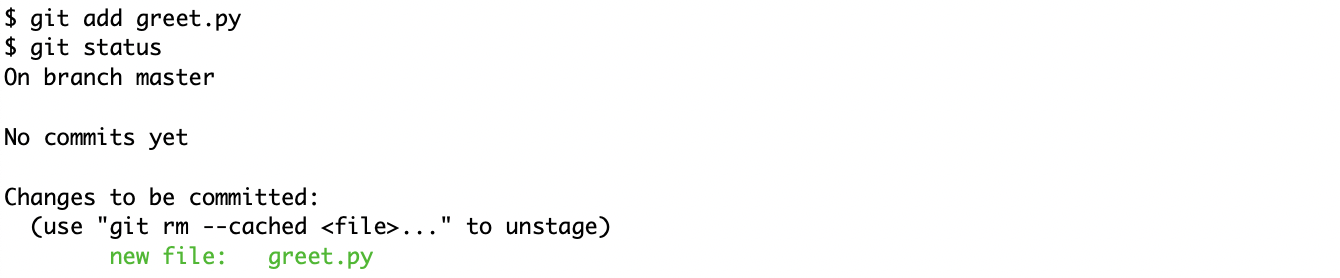 $ git add greet.py
$ git status
On branch master
No commits yet
Changes to be committed:
(use "git rm --cached <file>..." to unstage)
new file: greet.py